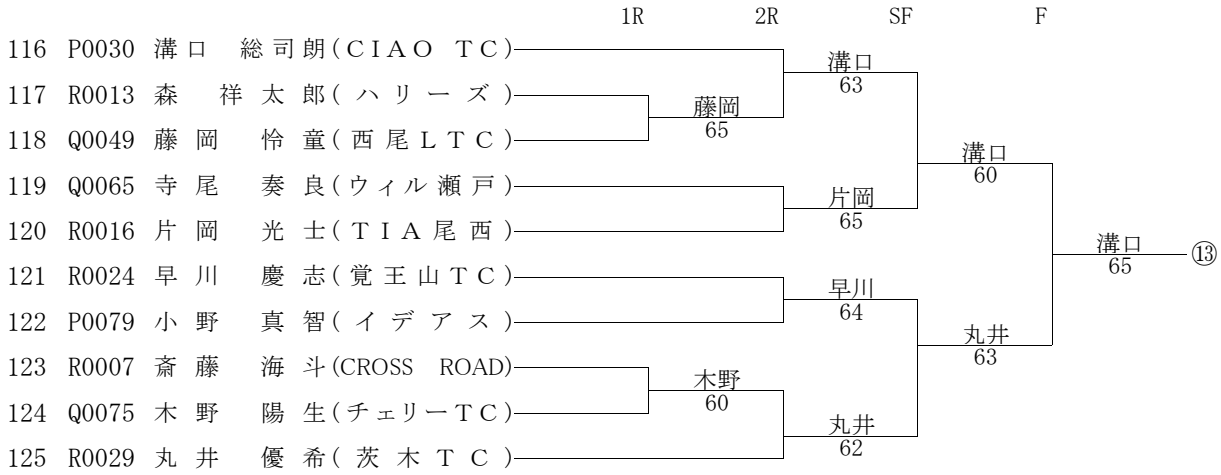 1R 2R SF F
116 P0030 溝口 総司朗(CIAO TC)
溝口
63
117 R0013 森 祥太郎(ハリーズ)
藤岡
65
118 Q0049 藤岡 怜童(西尾LTC)
溝口
60
119 Q0065 寺尾 奏良(ウィル瀬戸)
片岡
65
120 R0016 片岡 光士(TIA尾西)
溝口
65
⑬
121 R0024 早川 慶志(覚王山TC)
早川
64
122 P0079 小野 真智(イデアス)
丸井
63
123 R0007 斎藤 海斗(CROSS ROAD)
木野
60
124 Q0075 木野 陽生(チェリーTC)
丸井
62
125 R0029 丸井 優希(茨木TC)